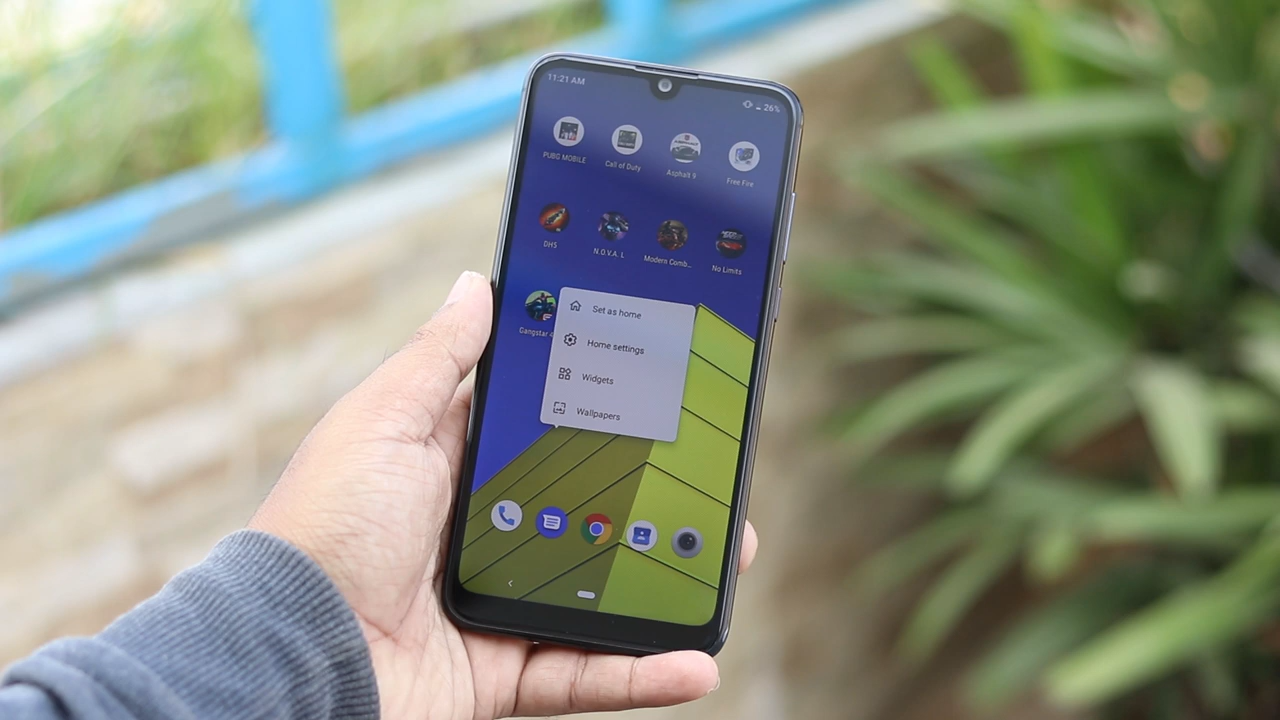 11:21 AM
26%
PUBG MOBILE
Call of Duty
Asphalt 9
Free Fire
DH5
N.O.V.A. L
Modern Comb...
No Limits
Gangstar 4
Set as home
Home settings
Widgets
Wallpapers